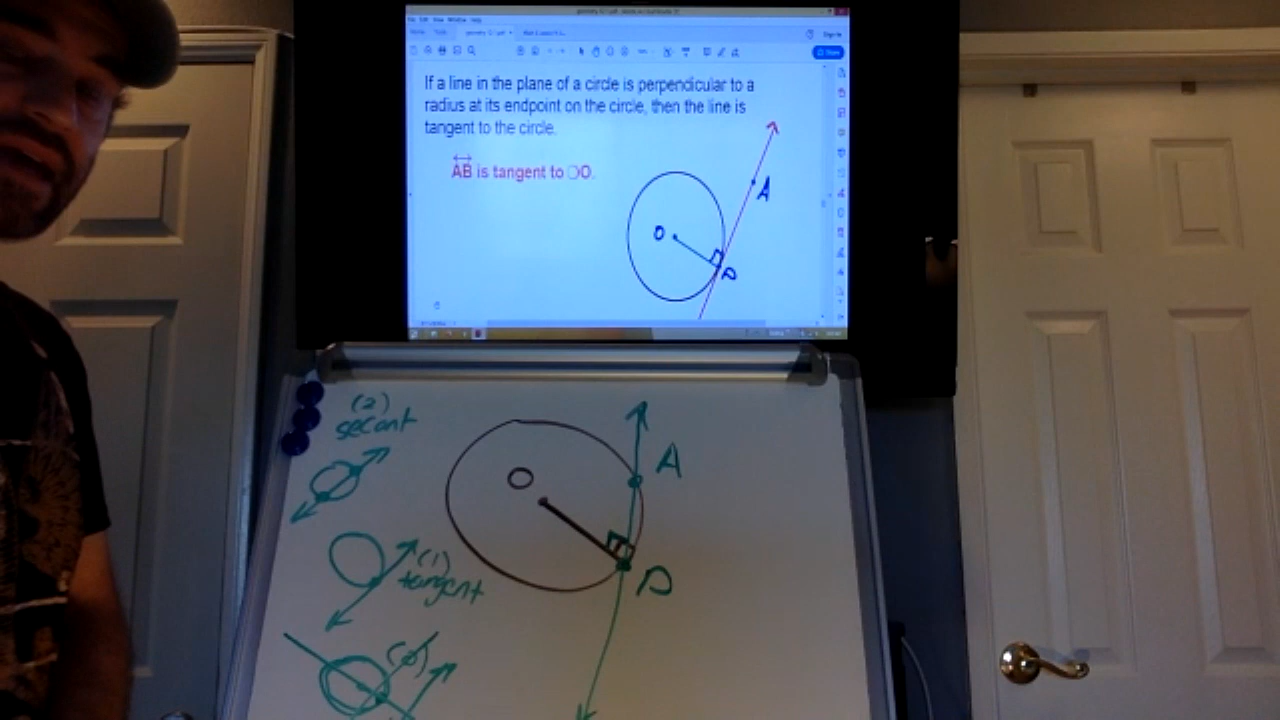 If a line in the plane of a circle is perpendicular to a
radius at its endpoint on the circle, then the line is
tangent to the circle.
AB is tangent to ○O.
A
O
P
(2)
secant
O
A
(1)
tangent
P
(0)